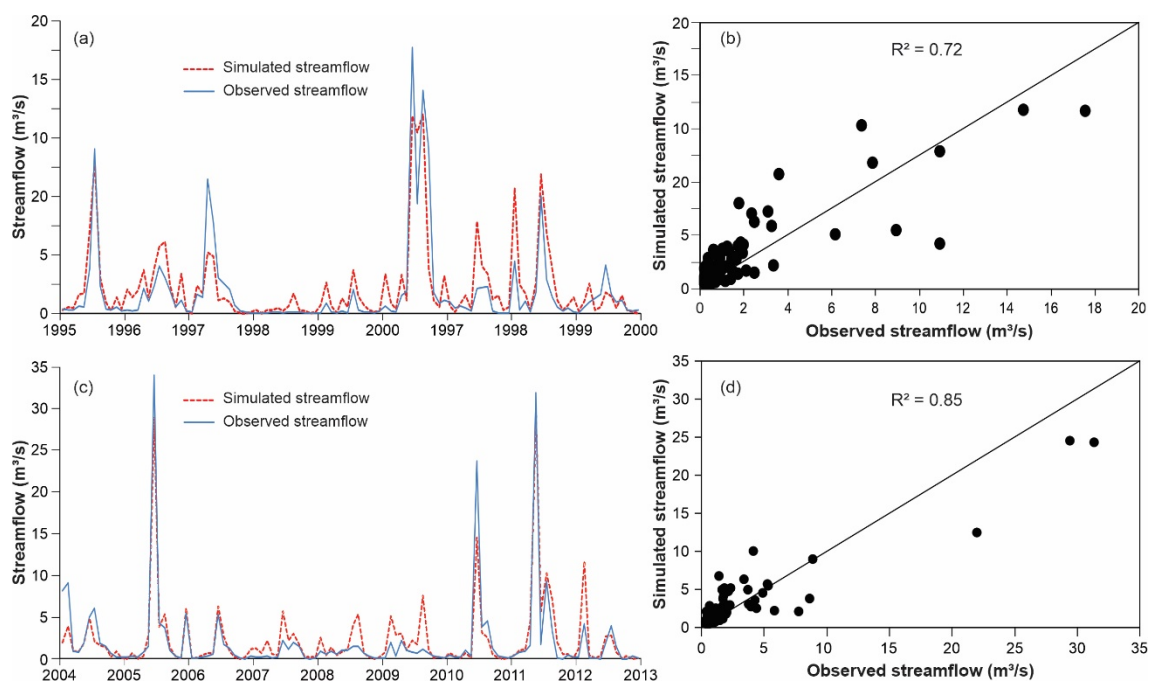 (a)
Simulated streamflow
Observed streamflow
Streamflow (m³/s)
20
15
10
20
5
0
1995 1996 1997 1998 1999 2000 1997 1998 1999 2000
(b)
R² = 0.72
Simulated streamflow (m³/s)
20
15
10
20
5
0
0 2 4 6 8 10 12 14 16 18 20
Observed streamflow (m³/s)
(c)
Simulated streamflow
Observed streamflow
Streamflow (m³/s)
35
30
25
20
15
10
5
0
2004 2005 2006 2007 2008 2009 2010 2011 2012 2013
(d)
R² = 0.85
Simulated streamflow (m³/s)
35
30
25
20
15
10
5
0
0 5 10 15 20 25 30 35
Observed streamflow (m³/s)